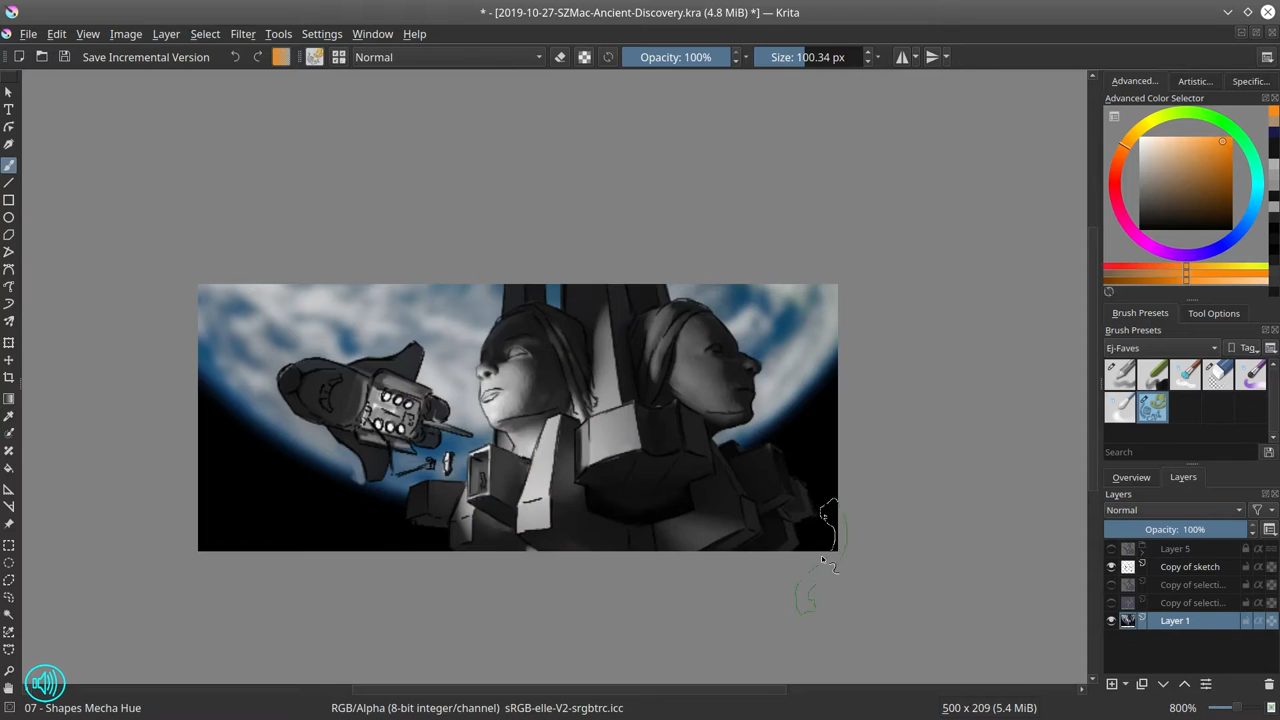 * - [2019-10-27-SZMac-Ancient-Discovery.kra (4.8 MiB) *] — Krita
File Edit View Image Layer Select Filter Tools Settings Window Help
Save Incremental Version Normal Opacity: 100% Size: 100.34 px
Advanced... Artistic... Specific...
Advanced Color Selector
Brush Presets Tool Options
Brush Presets
Ej-Faves Tag
Search
Overview Layers
Layers
Normal
Opacity: 100%
Layer 5
Copy of sketch
Copy of selecti...
Copy of selecti...
Layer 1
07 - Shapes Mecha Hue RGB/Alpha (8-bit integer/channel) sRGB-elle-V2-srgbtrc.icc 500 x 209 (5.4 MiB) 800%